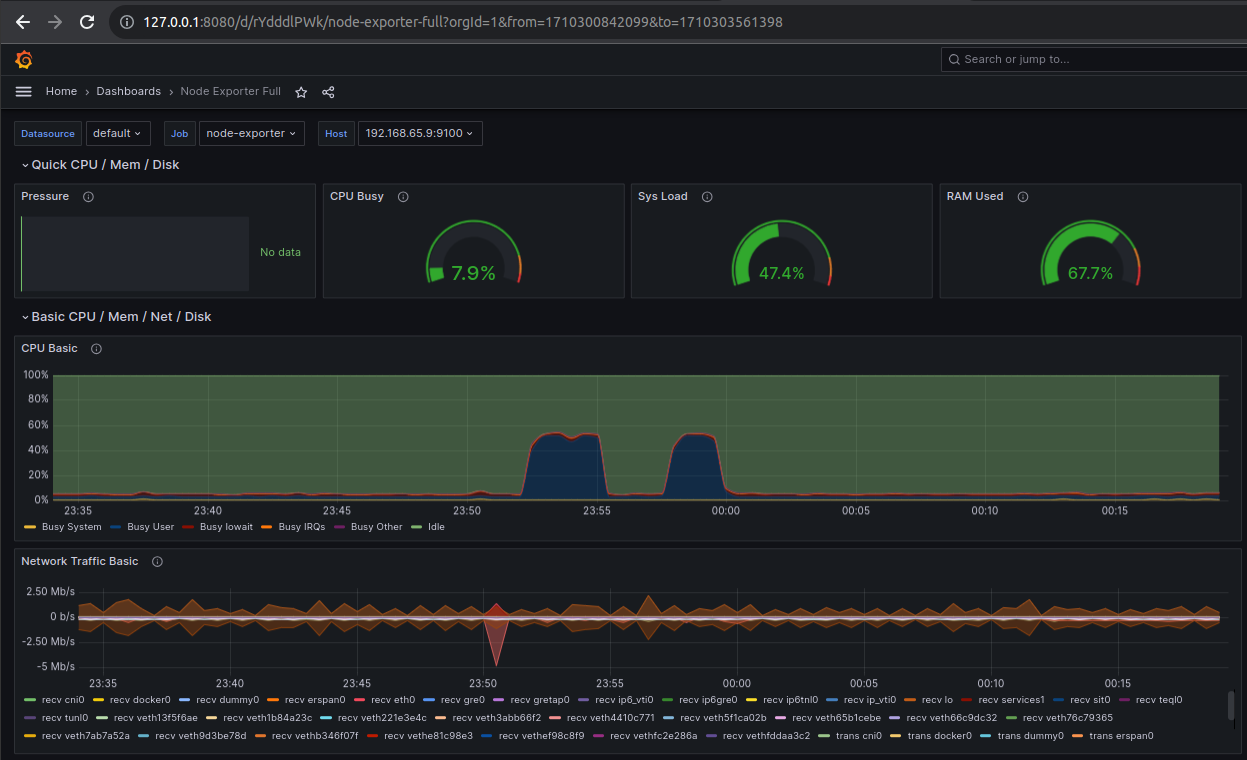 127.0.0.1:8080/d/rYdddlPWk/node-exporter-full?orgId=1&from=1710300842099&to=1710303561398
Search or jump to...
Home › Dashboards › Node Exporter Full
Datasource default Job node-exporter Host 192.168.65.9:9100
Quick CPU / Mem / Disk
Pressure CPU Busy Sys Load RAM Used
No data 7.9% 47.4% 67.7%
Basic CPU / Mem / Net / Disk
CPU Basic
100%
80%
60%
40%
20%
0%
23:35 23:40 23:45 23:50 23:55 00:00 00:05 00:10 00:15
Busy System Busy User Busy Iowait Busy IRQs Busy Other Idle
Network Traffic Basic
2.50 Mb/s
0 b/s
-2.50 Mb/s
-5 Mb/s
23:35 23:40 23:45 23:50 23:55 00:00 00:05 00:10 00:15
recv cni0 recv docker0 recv dummy0 recv erspan0 recv eth0 recv gre0 recv gretap0 recv ip6_vti0 recv ip6gre0 recv ip6tnl0 recv ip_vti0 recv lo recv services1 recv sit0 recv teql0
recv tunl0 recv veth13f5f6ae recv veth1b84a23c recv veth221e3e4c recv veth3abb66f2 recv veth4410c771 recv veth5f1ca02b recv veth65b1cebe recv veth66c9dc32 recv veth76c79365
recv veth7ab7a52a recv veth9d3be78d recv vethb346f07f recv vethe81c98e3 recv vethef98c8f9 recv vethfc2e286a recv vethfddaa3c2 trans cni0 trans docker0 trans dummy0 trans erspan0